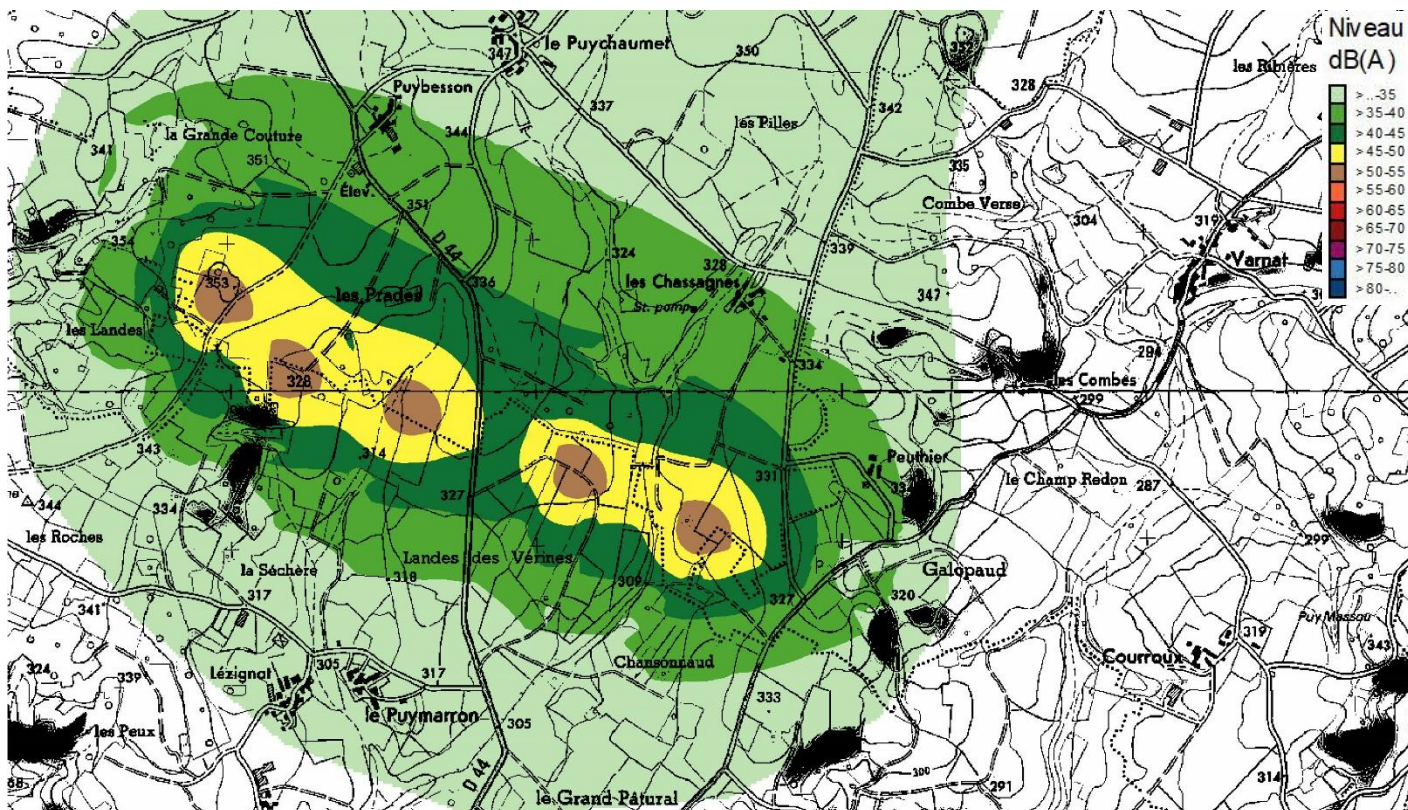 Niveau
dB(A)
>...-35
>35-40
>40-45
>45-50
>50-55
>55-60
>60-65
>65-70
>70-75
>75-80
>80-...
347
le Puychaumet
350
352
les Ribières
Puybesson
337
342
328
la Grande Couture
344
les Pilles
341
351
335
Élev.
351
Combe Verse
304
319
354
D 44
324
339
Varnat
353
336
les Chassagnes
328
347
les Prades
St. pomp.
les Landes
294
334
328
les Combes
299
343
314
331
Peuthier
le Champ Redon
287
344
334
327
299
les Roches
Landes des Vérines
la Séchère
318
309
Galopaud
317
327
320
341
Puy Massou
319
343
Chansonnaud
Courroux
324
339
Lézignat
305
317
333
le Puymarron
305
les Peux
D 44
300
291
314
le Grand Pâtural